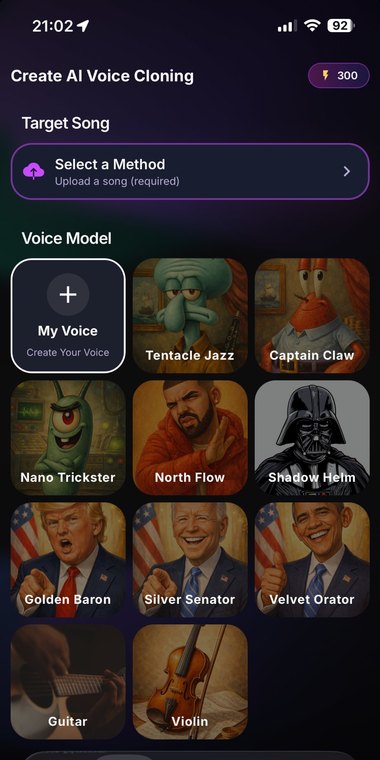 21:02
92
Create AI Voice Cloning
300
Target Song
Select a Method
Upload a song (required)
Voice Model
My Voice
Create Your Voice
Tentacle Jazz
Captain Claw
Nano Trickster
North Flow
Shadow Helm
Golden Baron
Silver Senator
Velvet Orator
Guitar
Violin